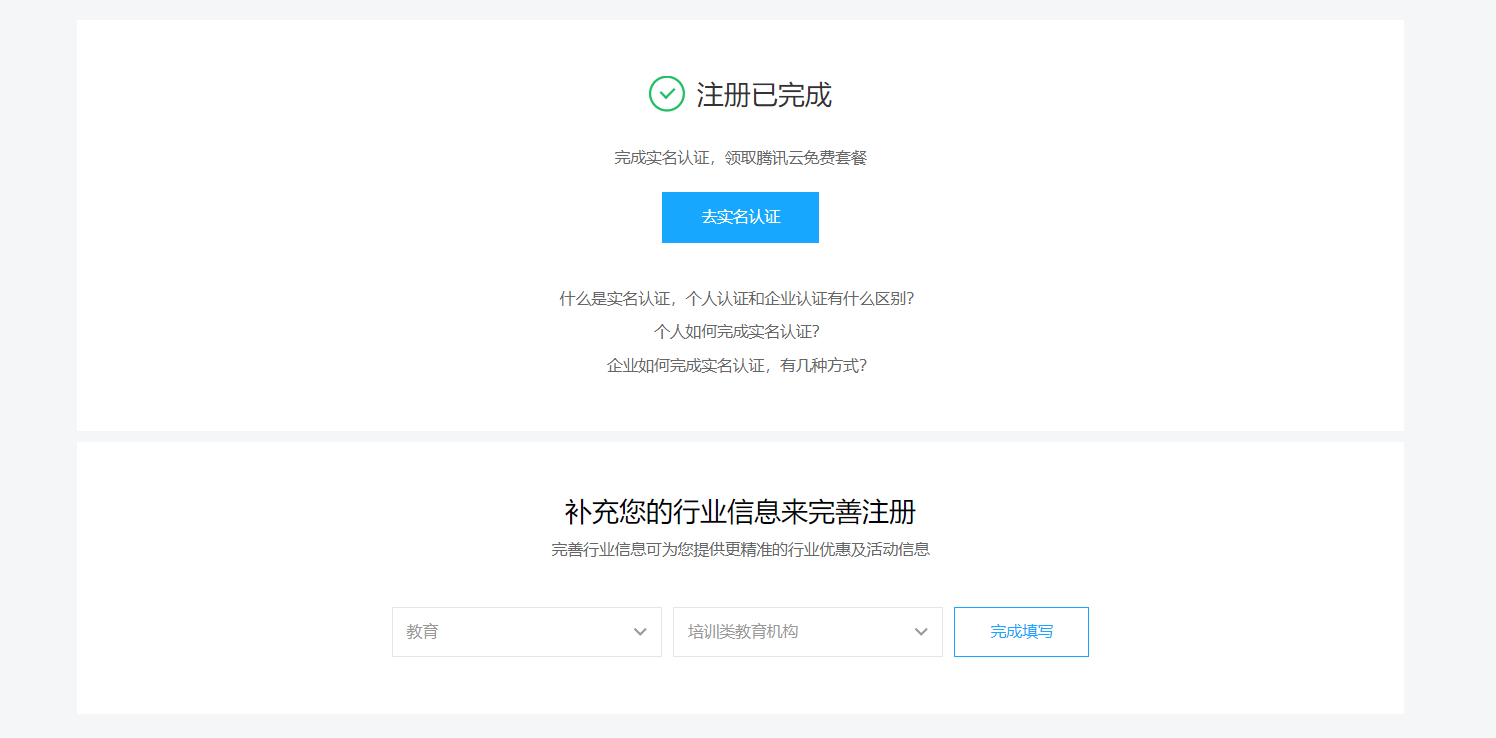 注册已完成
完成实名认证，领取腾讯云免费套餐
去实名认证
什么是实名认证，个人认证和企业认证有什么区别?
个人如何完成实名认证?
企业如何完成实名认证，有几种方式?
补充您的行业信息来完善注册
完善行业信息可为您提供更精准的行业优惠及活动信息
教育 培训类教育机构 完成填写